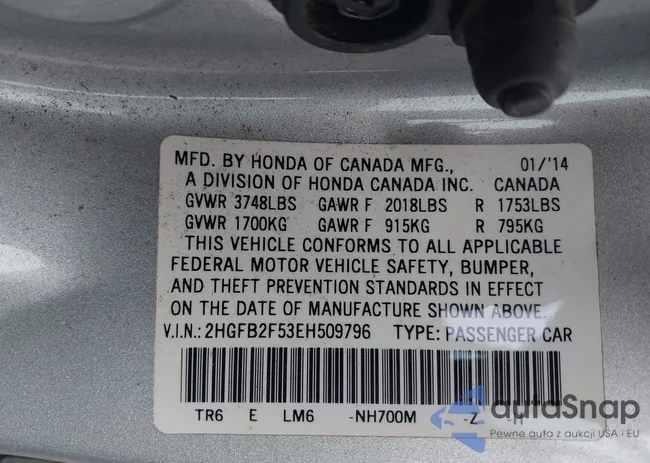 MFD. BY HONDA OF CANADA MFG., 01/'14
A DIVISION OF HONDA CANADA INC. CANADA
GVWR 3748LBS GAWR F 2018LBS R 1753LBS
GVWR 1700KG GAWR F 915KG R 795KG
THIS VEHICLE CONFORMS TO ALL APPLICABLE
FEDERAL MOTOR VEHICLE SAFETY, BUMPER,
AND THEFT PREVENTION STANDARDS IN EFFECT
ON THE DATE OF MANUFACTURE SHOWN ABOVE.
V.I.N.: 2HGFB2F53EH509796 TYPE: PASSENGER CAR
TR6 E LM6 -NH700M -Z -H
autoSnap
Pewne auta z aukcji USA i EU